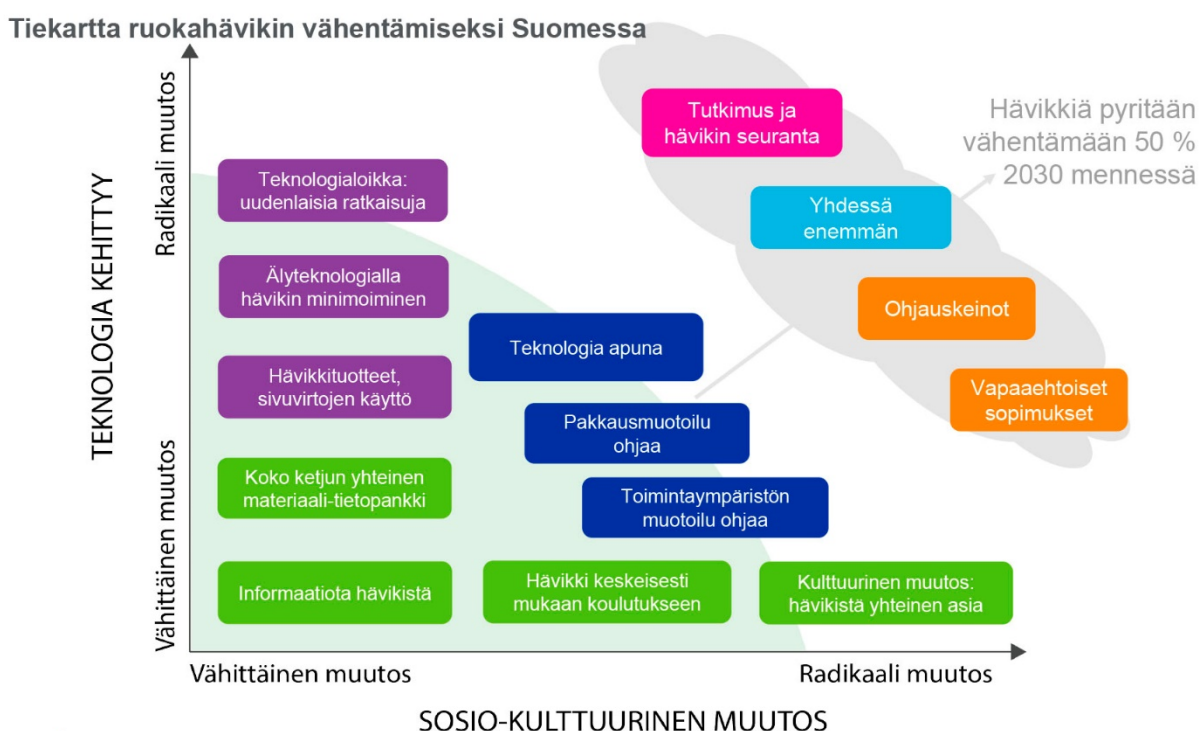 Tiekartta ruokahävikin vähentämiseksi Suomessa
TEKNOLOGIA KEHITTYY
Radikaali muutos
Vähittäinen muutos
Tutkimus ja
hävikin seuranta
Hävikkiä pyritään
vähentämään 50 %
2030 mennessä
Teknologialoikka:
uudenlaisia ratkaisuja
Yhdessä
enemmän
Älyteknologialla
hävikin minimoiminen
Ohjauskeinot
Teknologia apuna
Hävikkituotteet,
sivuvirtojen käyttö
Vapaaehtoiset
sopimukset
Pakkausmuotoilu
ohjaa
Koko ketjun yhteinen
materiaali-tietopankki
Toimintaympäristön
muotoilu ohjaa
Informaatiota hävikistä
Hävikki keskeisesti
mukaan koulutukseen
Kulttuurinen muutos:
hävikistä yhteinen asia
Vähittäinen muutos
Radikaali muutos
SOSIO-KULTTUURINEN MUUTOS